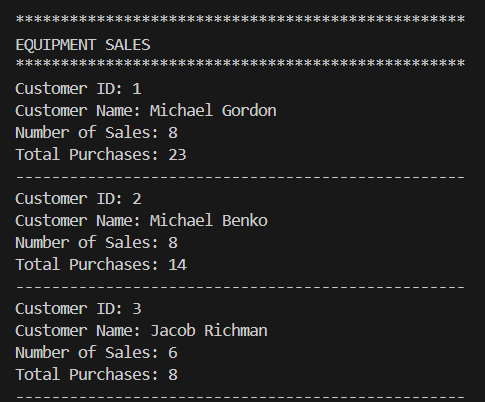 **************************************************
EQUIPMENT SALES
**************************************************
Customer ID: 1
Customer Name: Michael Gordon
Number of Sales: 8
Total Purchases: 23
--------------------------------------------------
Customer ID: 2
Customer Name: Michael Benko
Number of Sales: 8
Total Purchases: 14
--------------------------------------------------
Customer ID: 3
Customer Name: Jacob Richman
Number of Sales: 6
Total Purchases: 8
--------------------------------------------------